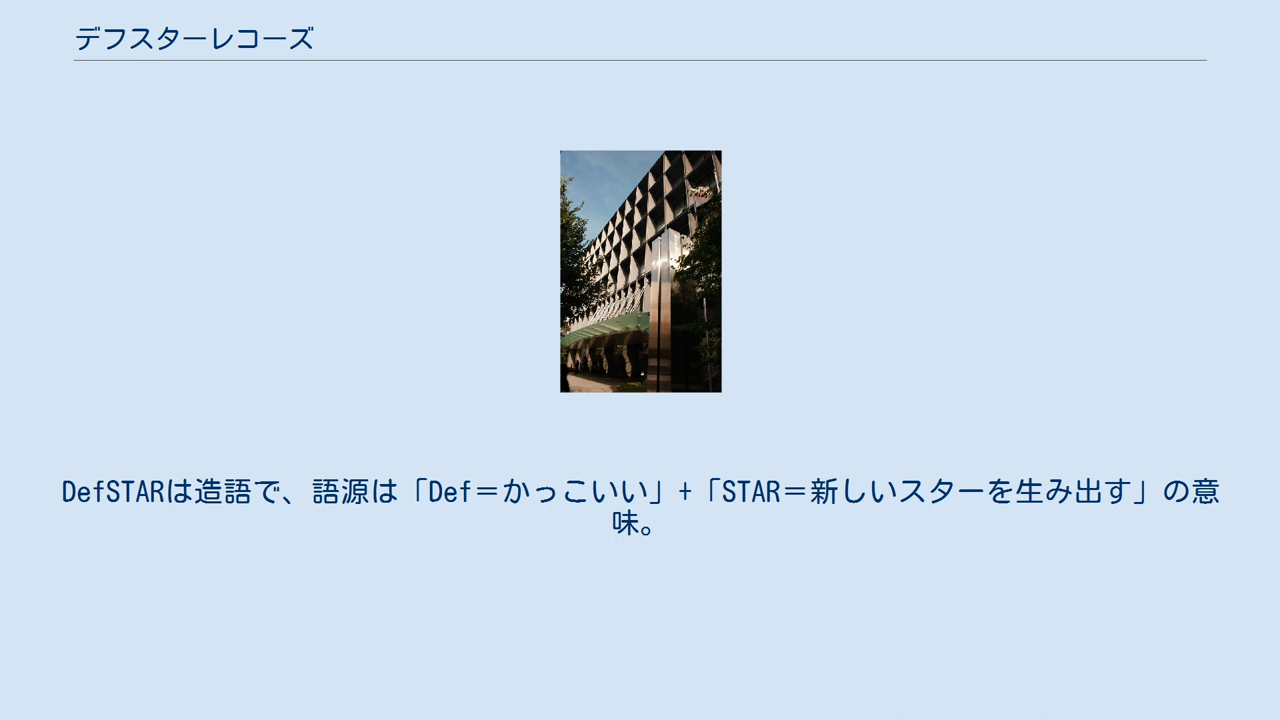 デフスターレコーズ
DefSTARは造語で、語源は「Def＝かっこいい」+「STAR＝新しいスターを生み出す」の意
味。